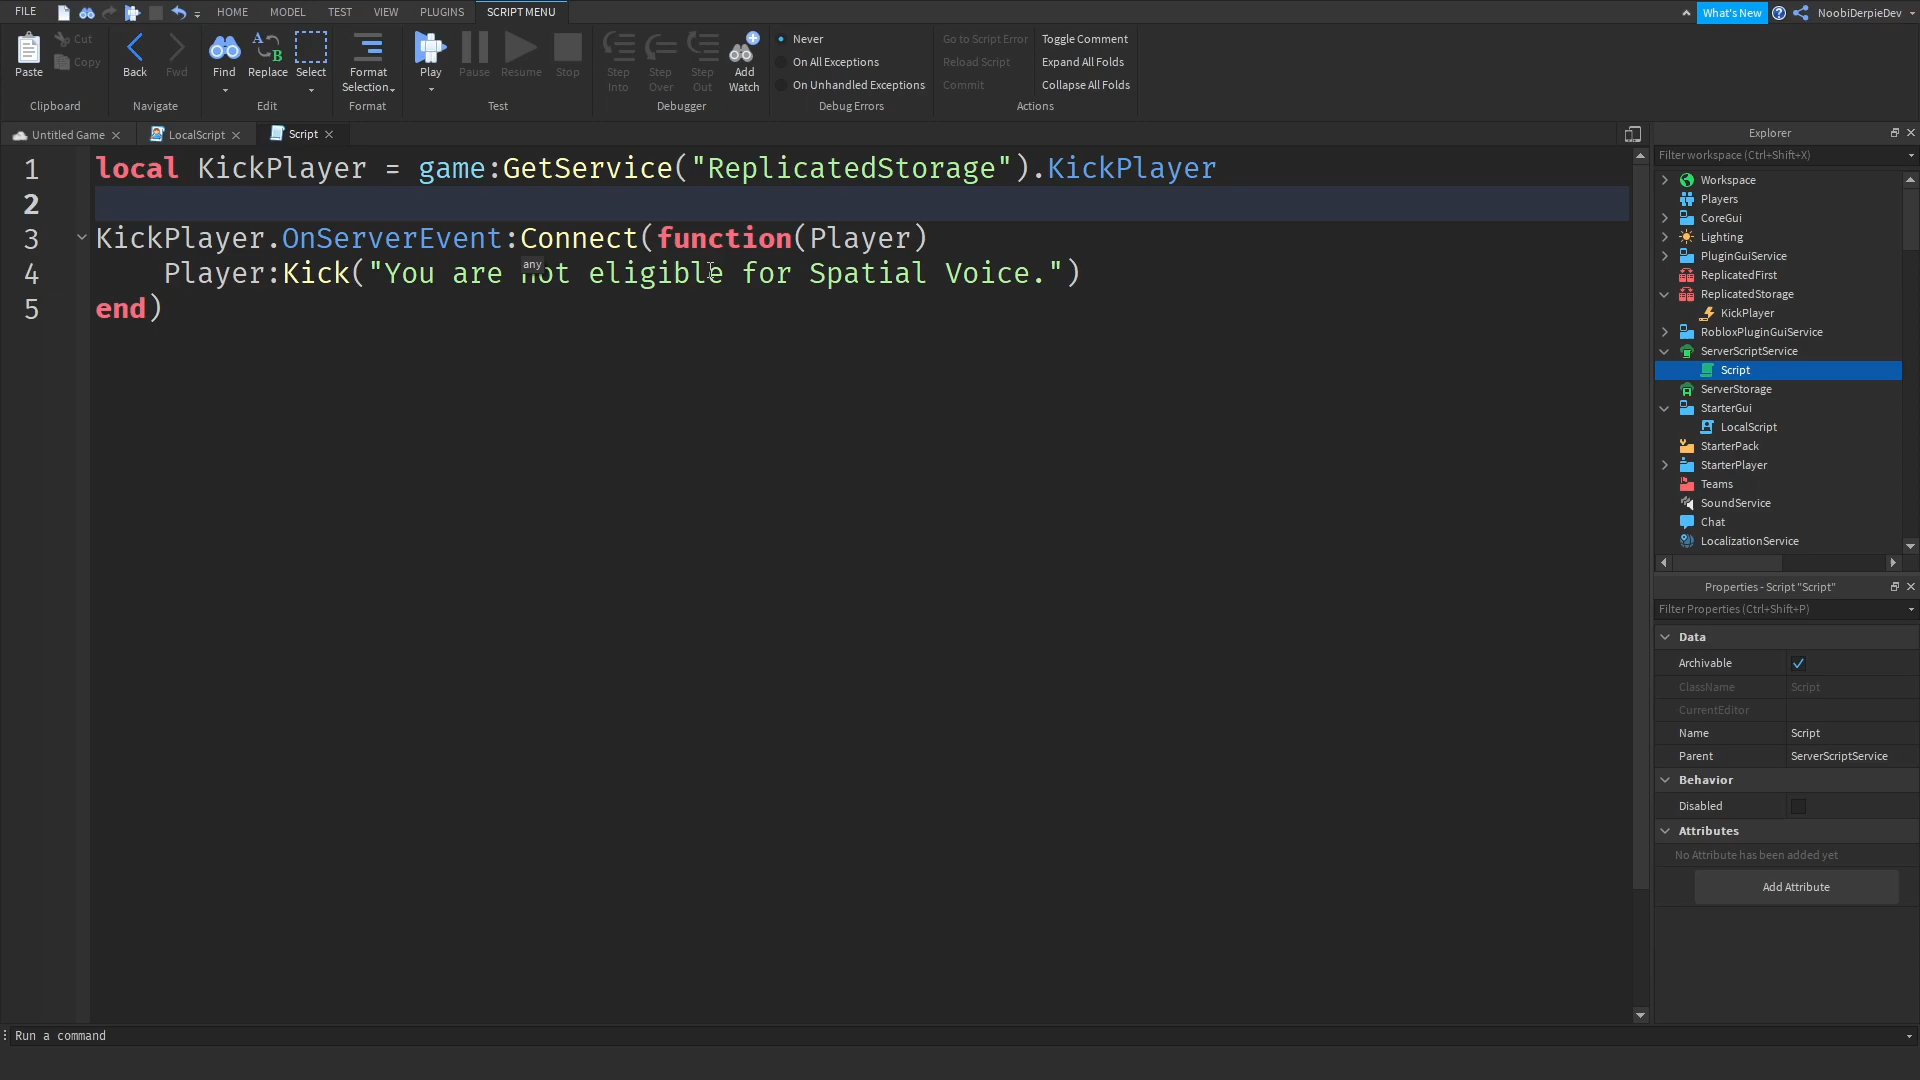 FILE HOME MODEL TEST VIEW PLUGINS SCRIPT MENU What's New NoobiDerpieDev
Paste Cut Copy Clipboard
Back Fwd Navigate
Find Replace Select Edit
Format Selection Format
Play Pause Resume Stop Test
Step Into Step Over Step Out Add Watch Debugger
Never
On All Exceptions
On Unhandled Exceptions
Debug Errors
Go to Script Error Toggle Comment
Reload Script Expand All Folds
Commit Collapse All Folds
Actions
Untitled Game LocalScript Script
1 local KickPlayer = game:GetService("ReplicatedStorage").KickPlayer
2
3 KickPlayer.OnServerEvent:Connect(function(Player)
any
4 Player:Kick("You are not eligible for Spatial Voice.")
5 end)
Explorer
Filter workspace (Ctrl+Shift+X)
Workspace
Players
CoreGui
Lighting
PluginGuiService
ReplicatedFirst
ReplicatedStorage
KickPlayer
RobloxPluginGuiService
ServerScriptService
Script
ServerStorage
StarterGui
LocalScript
StarterPack
StarterPlayer
Teams
SoundService
Chat
LocalizationService
Properties - Script "Script"
Filter Properties (Ctrl+Shift+P)
Data
Archivable
ClassName Script
CurrentEditor
Name Script
Parent ServerScriptService
Behavior
Disabled
Attributes
No Attribute has been added yet
Add Attribute
Run a command